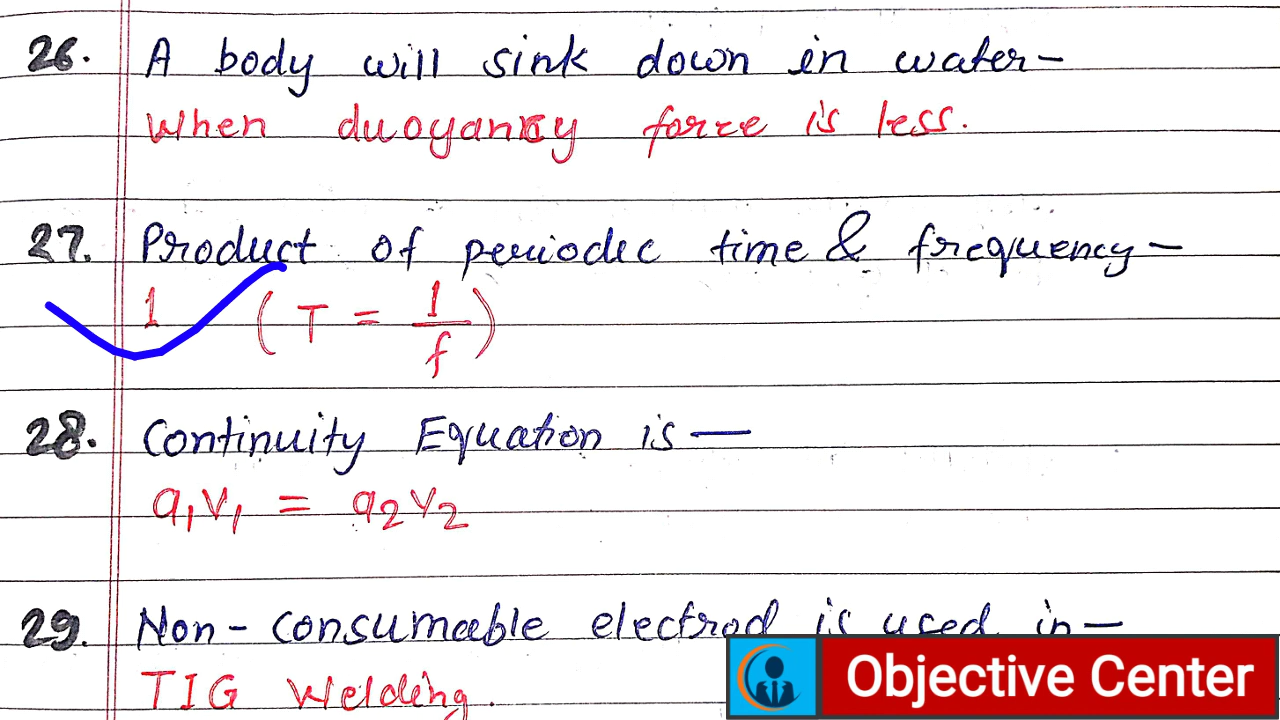 26. A body will sink down in water-
When duoyancy force is less.
27. Product of periodic time & frequency-
1 (T = 1/f)
28. Continuity Equation is —
a₁v₁ = a₂v₂
29. Non-consumable electrod is used in-
TIG Welding.
Objective Center